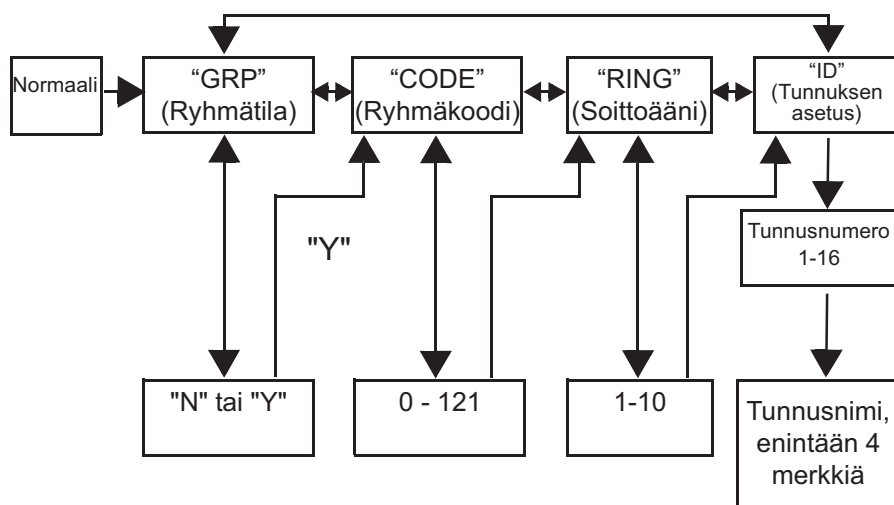 Normaali
“GRP”
(Ryhmätila)
“CODE”
(Ryhmäkoodi)
“RING”
(Soittoääni)
“ID”
(Tunnuksen
asetus)
Tunnusnumero
1-16
"Y"
"N" tai "Y"
0 - 121
1-10
Tunnusnimi,
enintään 4
merkkiä